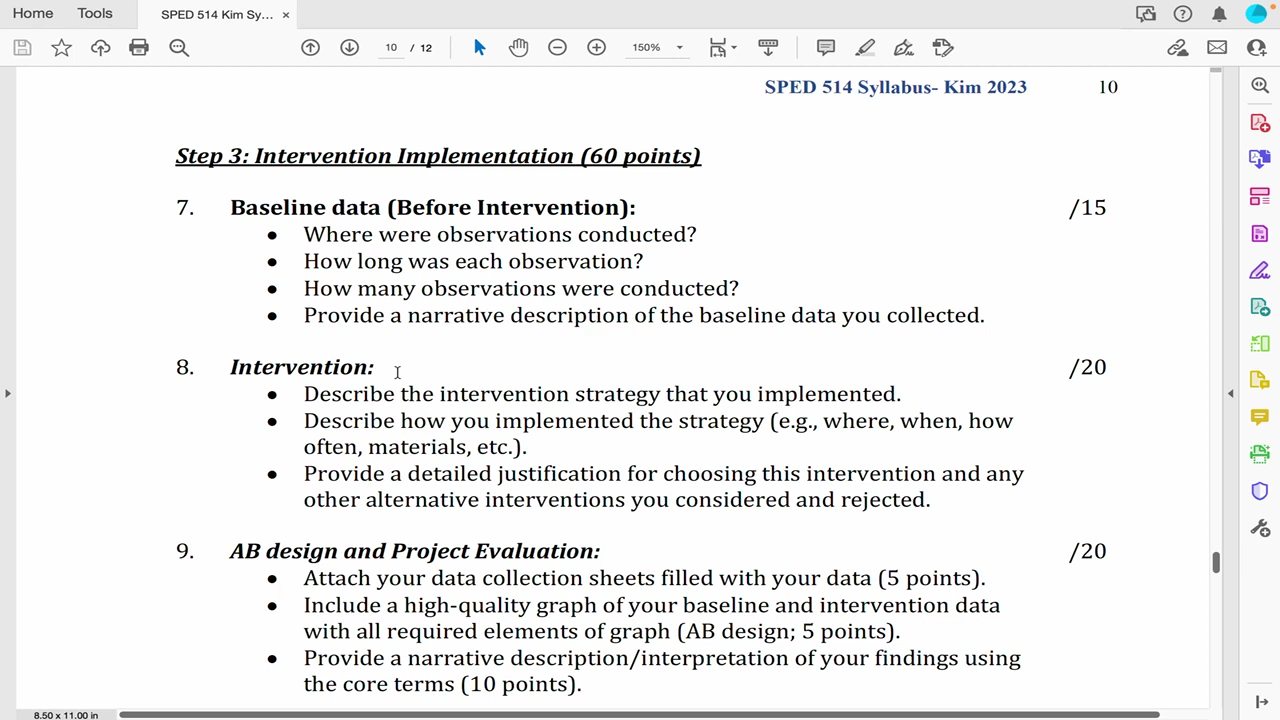 Home Tools SPED 514 Kim Sy... ×
10 / 12 150%
SPED 514 Syllabus- Kim 2023 10
Step 3: Intervention Implementation (60 points)
7. Baseline data (Before Intervention): /15
• Where were observations conducted?
• How long was each observation?
• How many observations were conducted?
• Provide a narrative description of the baseline data you collected.
8. Intervention: /20
• Describe the intervention strategy that you implemented.
• Describe how you implemented the strategy (e.g., where, when, how
often, materials, etc.).
• Provide a detailed justification for choosing this intervention and any
other alternative interventions you considered and rejected.
9. AB design and Project Evaluation: /20
• Attach your data collection sheets filled with your data (5 points).
• Include a high-quality graph of your baseline and intervention data
with all required elements of graph (AB design; 5 points).
• Provide a narrative description/interpretation of your findings using
the core terms (10 points).
8.50 x 11.00 in